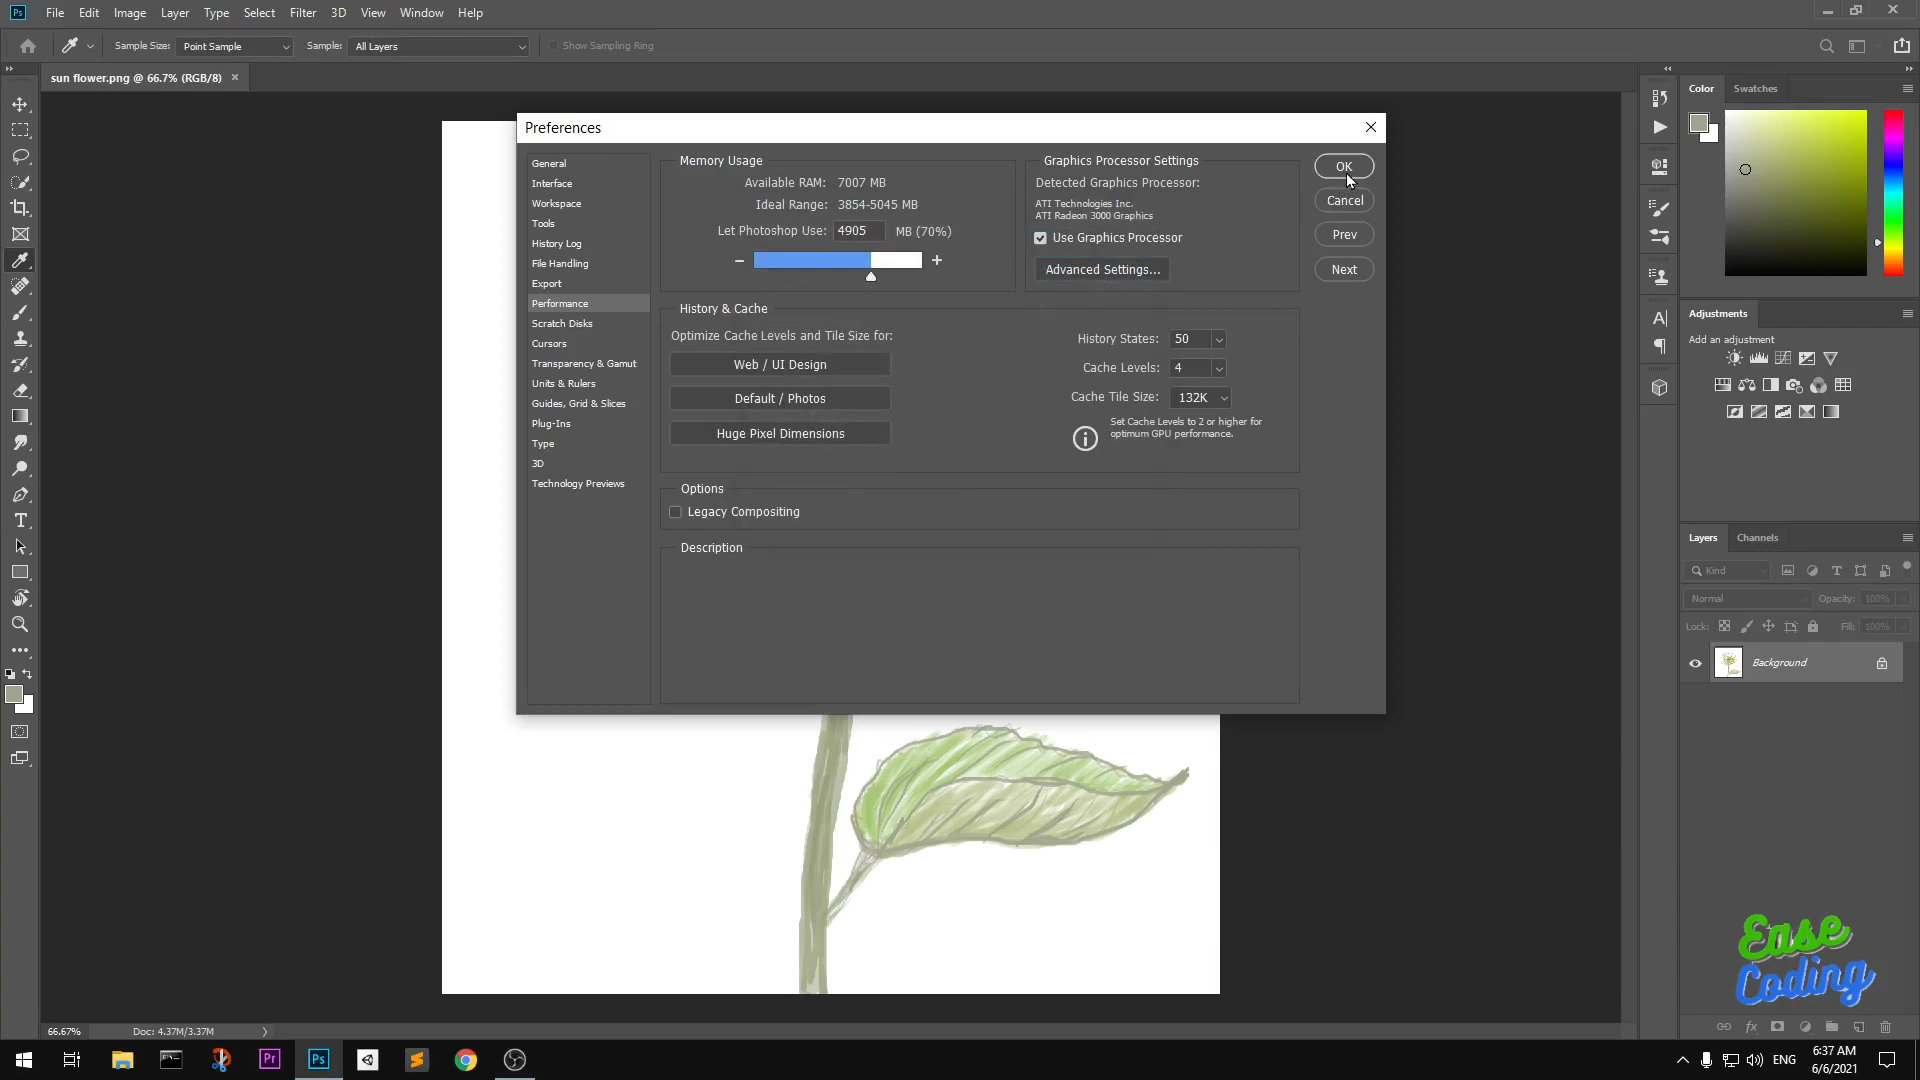 Ps File Edit Image Layer Type Select Filter 3D View Window Help
Sample Size: Point Sample Sample: All Layers Show Sampling Ring
sun flower.png @ 66.7% (RGB/8)
Preferences
General
Interface
Workspace
Tools
History Log
File Handling
Export
Performance
Scratch Disks
Cursors
Transparency & Gamut
Units & Rulers
Guides, Grid & Slices
Plug-Ins
Type
3D
Technology Previews
Memory Usage
Available RAM: 7007 MB
Ideal Range: 3854-5045 MB
Let Photoshop Use: 4905 MB (70%)
Graphics Processor Settings
Detected Graphics Processor:
ATI Technologies Inc.
ATI Radeon 3000 Graphics
Use Graphics Processor
Advanced Settings...
OK
Cancel
Prev
Next
History & Cache
Optimize Cache Levels and Tile Size for:
Web / UI Design
Default / Photos
Huge Pixel Dimensions
History States: 50
Cache Levels: 4
Cache Tile Size: 132K
Set Cache Levels to 2 or higher for
optimum GPU performance.
Options
Legacy Compositing
Description
Color Swatches
Adjustments
Add an adjustment
Layers Channels
Kind
Normal Opacity: 100%
Lock: Fill: 100%
Background
Ease
Coding
66.67% Doc: 4.37M/3.37M
Pr Ps
ENG
6:37 AM
6/6/2021